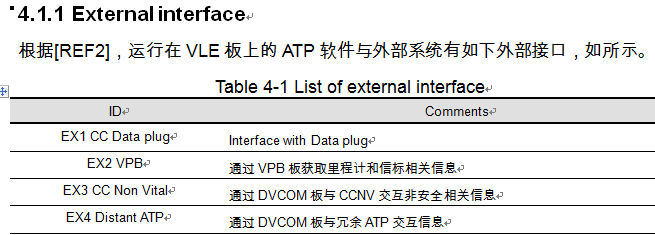 4.1.1 External interface
根据[REF2]，运行在 VLE 板上的 ATP 软件与外部系统有如下外部接口，如所示。
Table 4-1 List of external interface
ID Comments
EX1 CC Data plug Interface with Data plug
EX2 VPB 通过 VPB 板获取里程计和信标相关信息
EX3 CC Non Vital 通过 DVCOM 板与 CCNV 交互非安全相关信息
EX4 Distant ATP 通过 DVCOM 板与冗余 ATP 交互信息